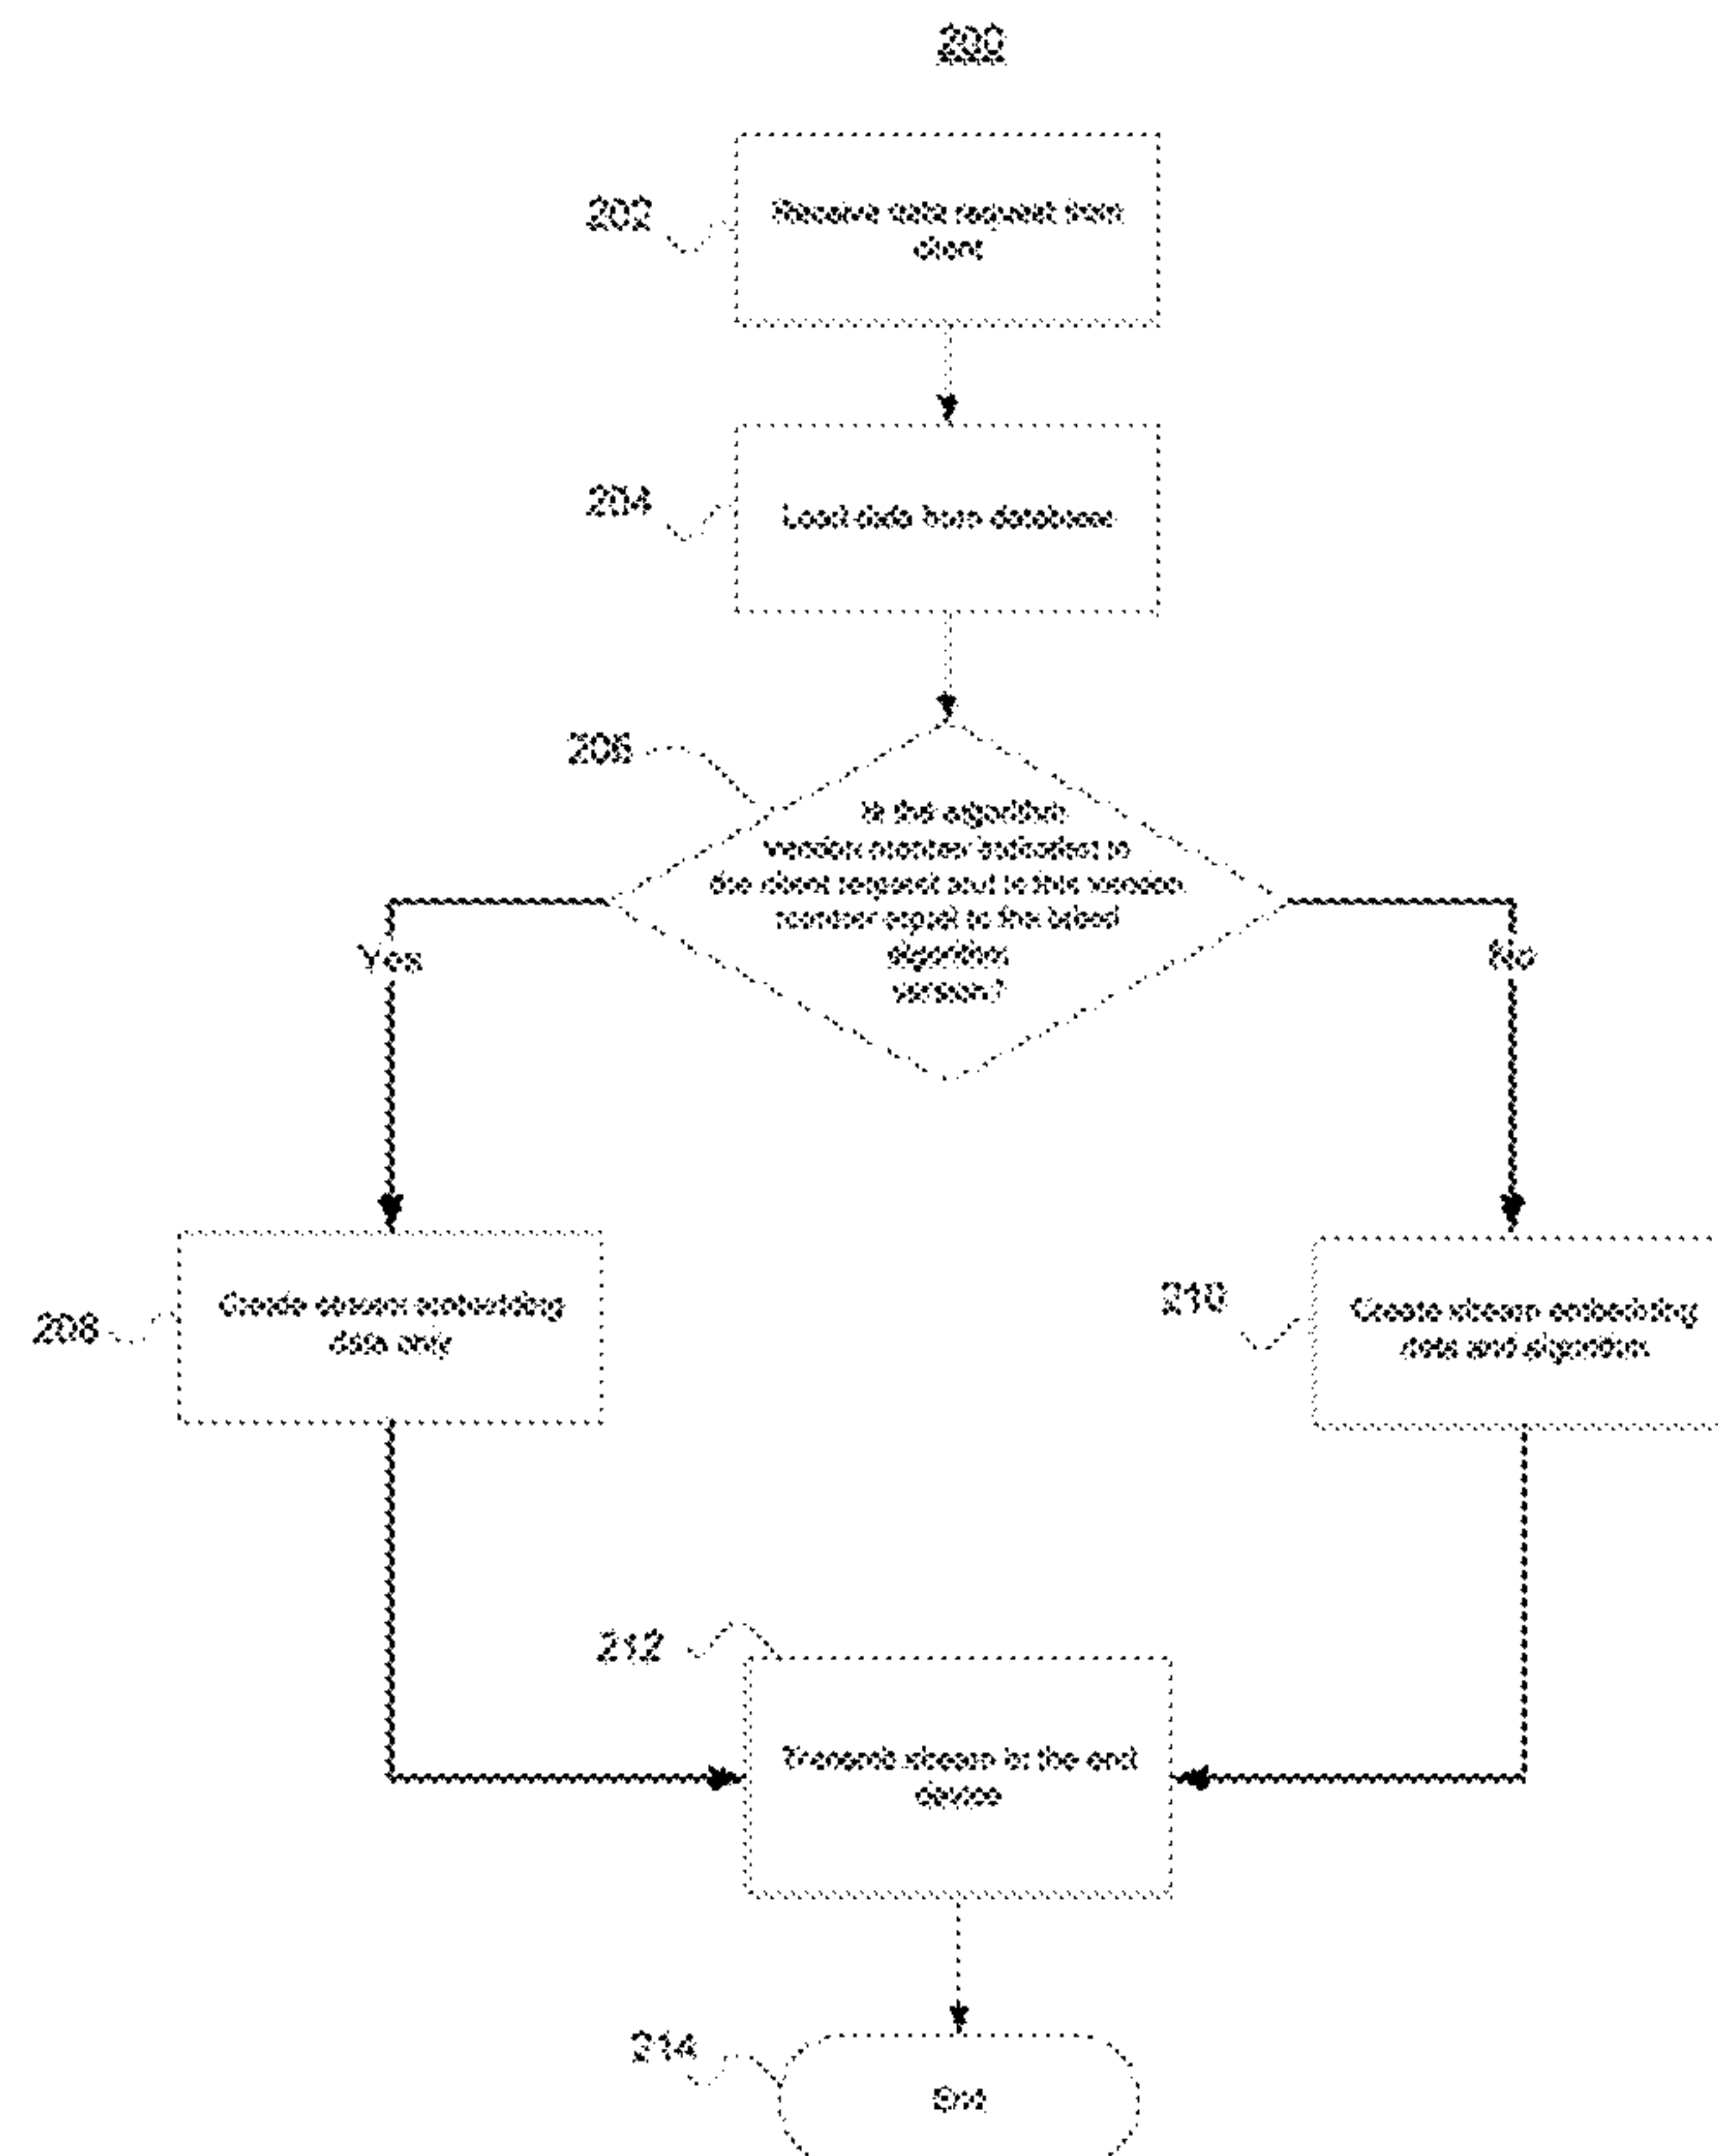 200
202
Receive data request from
client
204
Load data from database
206
Is the algorithm
version number indicated in
the client request and is this version
number equal to the latest
algorithm
version?
Yes
No
208
Create stream embedding
data only
210
Create stream embedding
data and algorithm
212
Transmit stream to the end
device
214
End